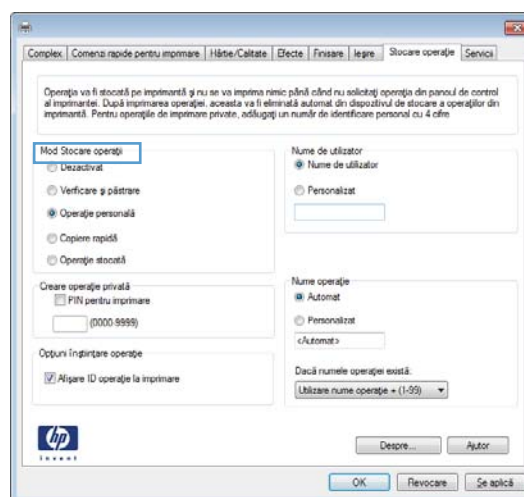 Complex Comenzi rapide pentru imprimare Hârtie/Calitate Efecte Finisare Ieşire Stocare operaţie Servicii
Operaţia va fi stocată pe imprimantă şi nu se va imprima nimic până când nu solicitaţi operaţia din panoul de control
al imprimantei. După imprimarea operaţiei, aceasta va fi eliminată automat din dispoztivul de stocare a operaţiilor din
imprimantă. Pentru operaţiile de imprimare private, adăugaţi un număr de identificare personal cu 4 cifre
Mod Stocare operaţii
Dezactivat
Verificare şi păstrare
Operaţie personală
Copiere rapidă
Operaţie stocată
Nume de utilizator
Nume de utilizator
Personalizat
Creare operaţie privată
PIN pentru imprimare
(0000-9999)
Nume operaţie
Automat
Personalizat
<Automat>
Opţiuni înştiinţare operaţie
Afişare ID operaţie la imprimare
Dacă numele operaţiei există:
Utilizare nume operaţie + (1-99)
hp
invent
Despre... Ajutor
OK Revocare Se aplică